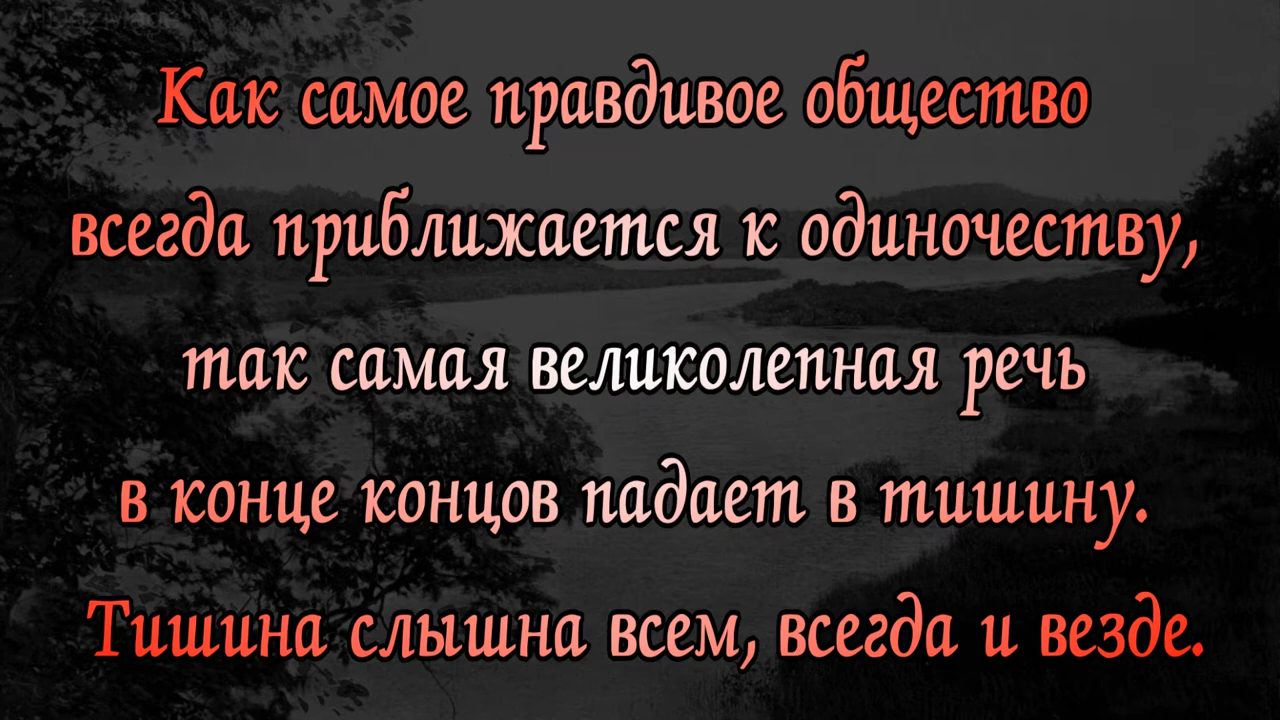 Как самое правдивое общество
всегда приближается к одиночеству,
так самая великолепная речь
в конце концов падает в тишину.
Тишина слышна всем, всегда и везде.